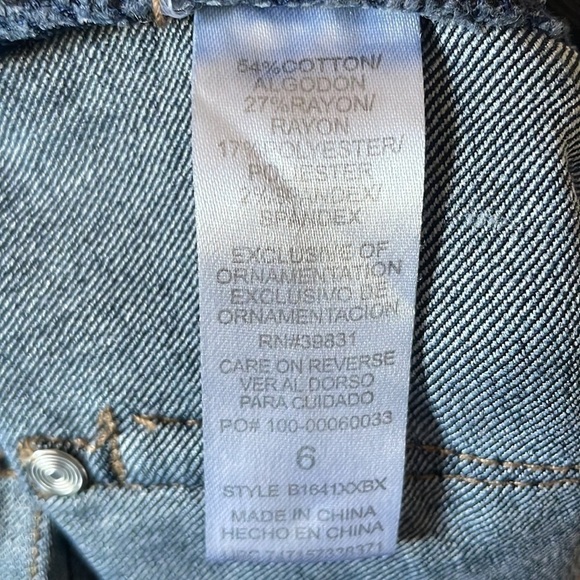 54%COTTON/
ALGODON
27%RAYON/
RAYON
17%POLYESTER/
POLIESTER
2%SPANDEX/
SPANDEX
EXCLUSIVE OF
ORNAMENTATION
EXCLUSIVO DE
ORNAMENTACION
RN#39831
CARE ON REVERSE
VER AL DORSO
PARA CUIDADO
PO# 100-00060033
6
STYLE B1641XXBX
MADE IN CHINA
HECHO EN CHINA